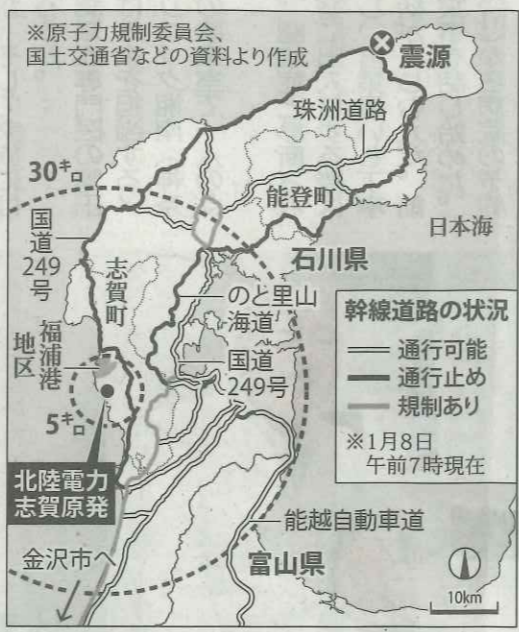 ※原子力規制委員会、
国土交通省などの資料より作成
震源
珠洲道路
30㌔
能登町
日本海
国道
249
号
志賀町
石川県
のと里山
海道
福浦港
地区
国道
249号
5㌔
北陸電力
志賀原発
能越自動車道
金沢市へ
富山県
幹線道路の状況
通行可能
通行止め
規制あり
※1月8日
午前7時現在
10km